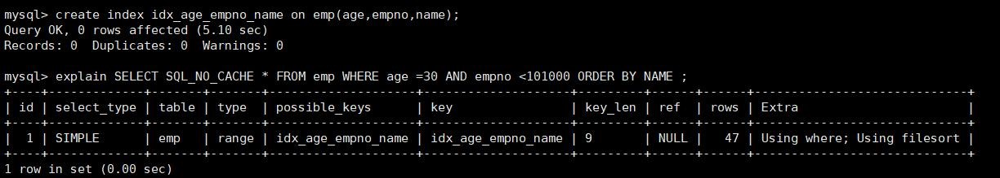 mysql> create index idx_age_empno_name on emp(age,empno,name);
Query OK, 0 rows affected (5.10 sec)
Records: 0  Duplicates: 0  Warnings: 0
mysql> explain SELECT SQL_NO_CACHE * FROM emp WHERE age =30 AND empno <101000 ORDER BY NAME ;
+----+-------------+-------+-------+--------------------+--------------------+---------+------+------+-----------------------------+
| id | select_type | table | type  | possible_keys      | key                | key_len | ref  | rows | Extra                       |
+----+-------------+-------+-------+--------------------+--------------------+---------+------+------+-----------------------------+
|  1 | SIMPLE      | emp   | range | idx_age_empno_name | idx_age_empno_name | 9       | NULL |   47 | Using where; Using filesort |
+----+-------------+-------+-------+--------------------+--------------------+---------+------+------+-----------------------------+
1 row in set (0.00 sec)